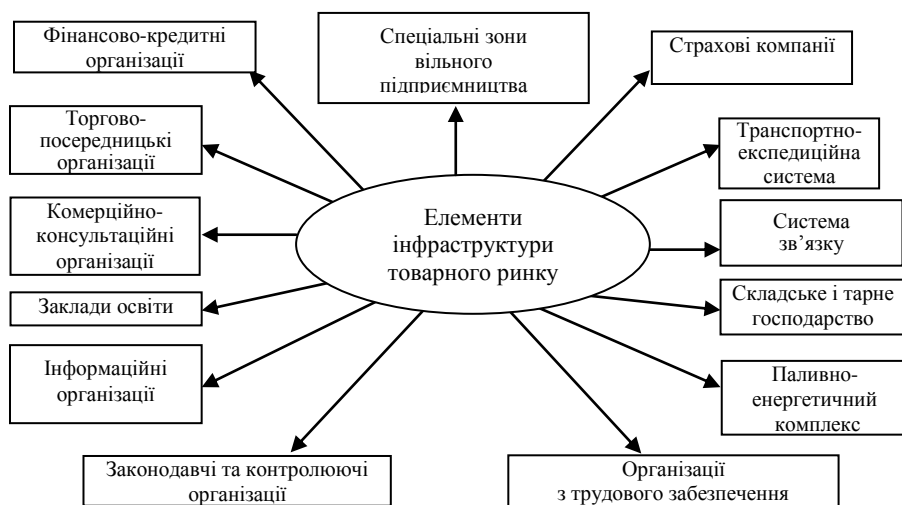 Фінансово-кредитні
організації
Спеціальні зони
вільного
підприємництва
Страхові компанії
Торгово-
посередницькі
організації
Транспортно-
експедиційна
система
Комерційно-
консультаційні
організації
Елементи
інфраструктури
товарного ринку
Система
зв’язку
Заклади освіти
Складське і тарне
господарство
Інформаційні
організації
Паливно-
енергетичний
комплекс
Законодавчі та контролюючі
організації
Організації
з трудового забезпечення